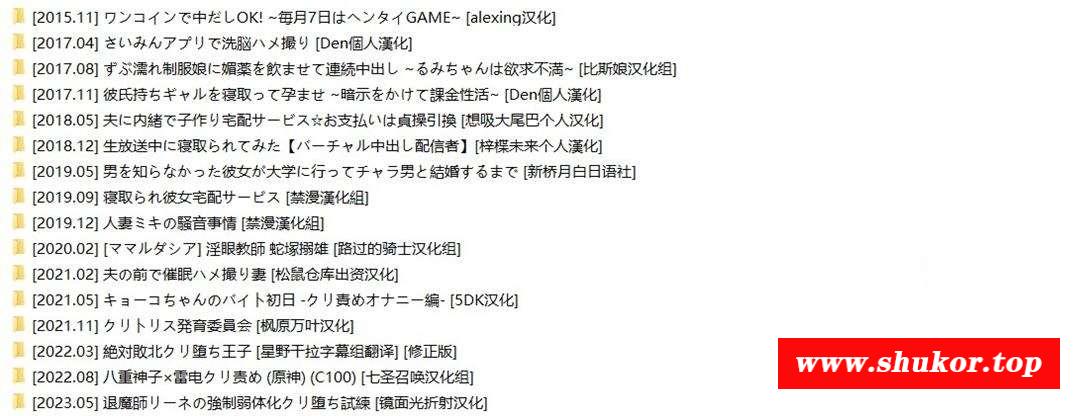 [2015.11] ワンコインで中だしOK! ~毎月7日はヘンタイGAME~ [alexing汉化]
[2017.04] さいみんアプリで洗脳ハメ撮り [Den個人漢化]
[2017.08] ずぶ濡れ制服娘に媚薬を飲ませて連続中出し ~るみちゃんは欲求不満~ [比斯娘汉化组]
[2017.11] 彼氏持ちギャルを寝取って孕ませ ~暗示をかけて課金性活~ [Den個人漢化]
[2018.05] 夫に内緒で子作り宅配サービス☆お支払いは貞操引換 [想吸大尾巴个人汉化]
[2018.12] 生放送中に寝取られてみた【バーチャル中出し配信者】[梓楪未来个人漢化]
[2019.05] 男を知らなかった彼女が大学に行ってチャラ男と結婚するまで [新桥月白日语社]
[2019.09] 寝取られ彼女宅配サービス [禁漫漢化組]
[2019.12] 人妻ミキの騒音事情 [禁漫漢化組]
[2020.02] [ママルダシア] 淫眼教師 蛇塚搦雄 [路过的骑士汉化组]
[2021.02] 夫の前で催眠ハメ撮り妻 [松鼠仓库出资汉化]
[2021.05] キョーコちゃんのバイト初日 -クリ責めオナニー編- [5DK汉化]
[2021.11] クリトリス発育委員会 [枫原万叶汉化]
[2022.03] 絶対敗北クリ堕ち王子 [星野干拉字幕组翻译] [修正版]
[2022.08] 八重神子×雷电クリ責め (原神) (C100) [七圣召唤汉化组]
[2023.05] 退魔師リーネの強制弱体化クリ堕ち試練 [镜面光折射汉化]
www.shukor.top